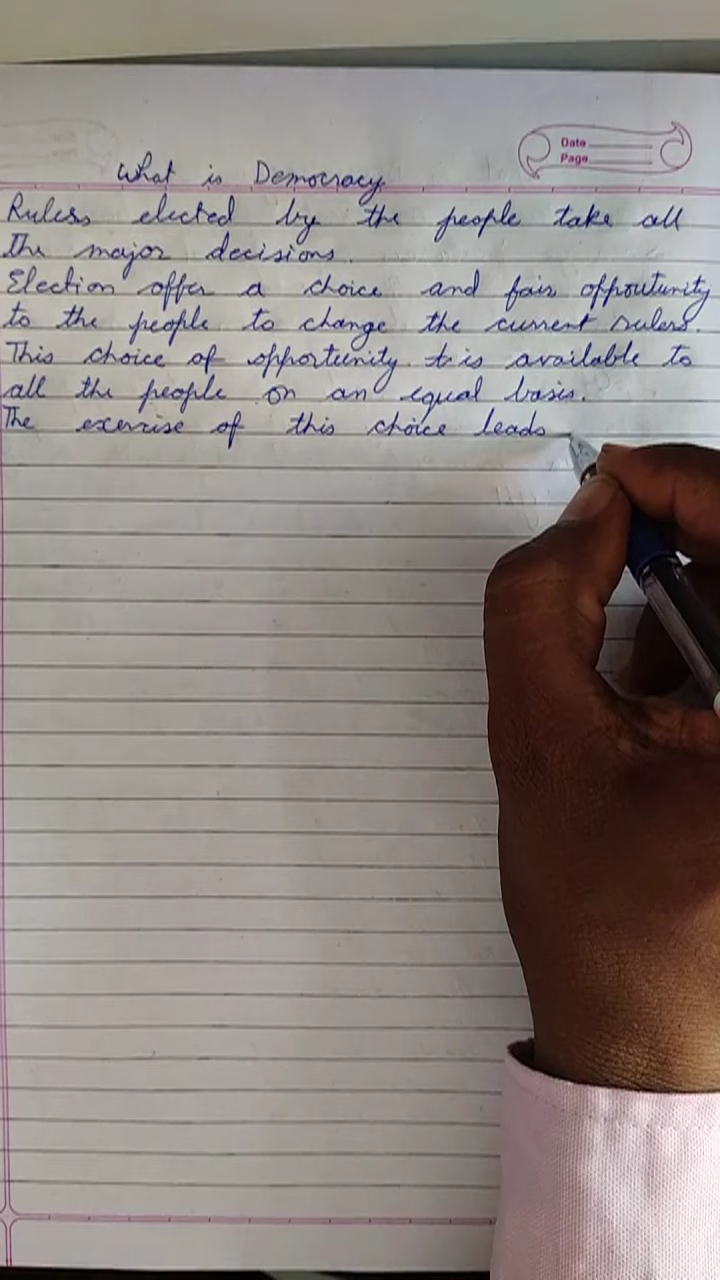 What is Democracy
Date
Page
Rulers elected by the people take all
The major decisions.
Election offer a choice and fair opportunity
to the people to change the current rulers.
This choice of opportunity is available to
all the people on an equal basis.
The exercise of this choice leads